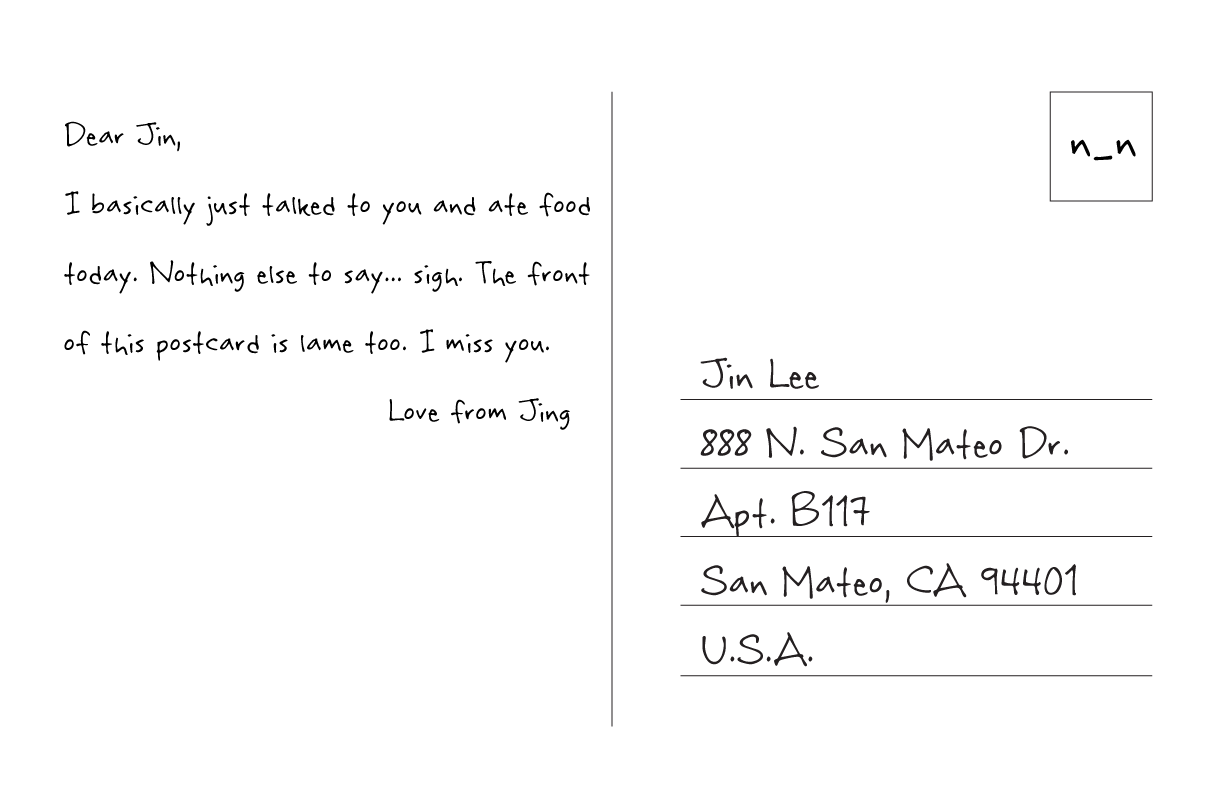 Dear Jin,
I basically just talked to you and ate food
today. Nothing else to say... sigh. The front
of this postcard is lame too. I miss you.
Love from Jing
n_n
Jin Lee
888 N. San Mateo Dr.
Apt. B117
San Mateo, CA 94401
U.S.A.